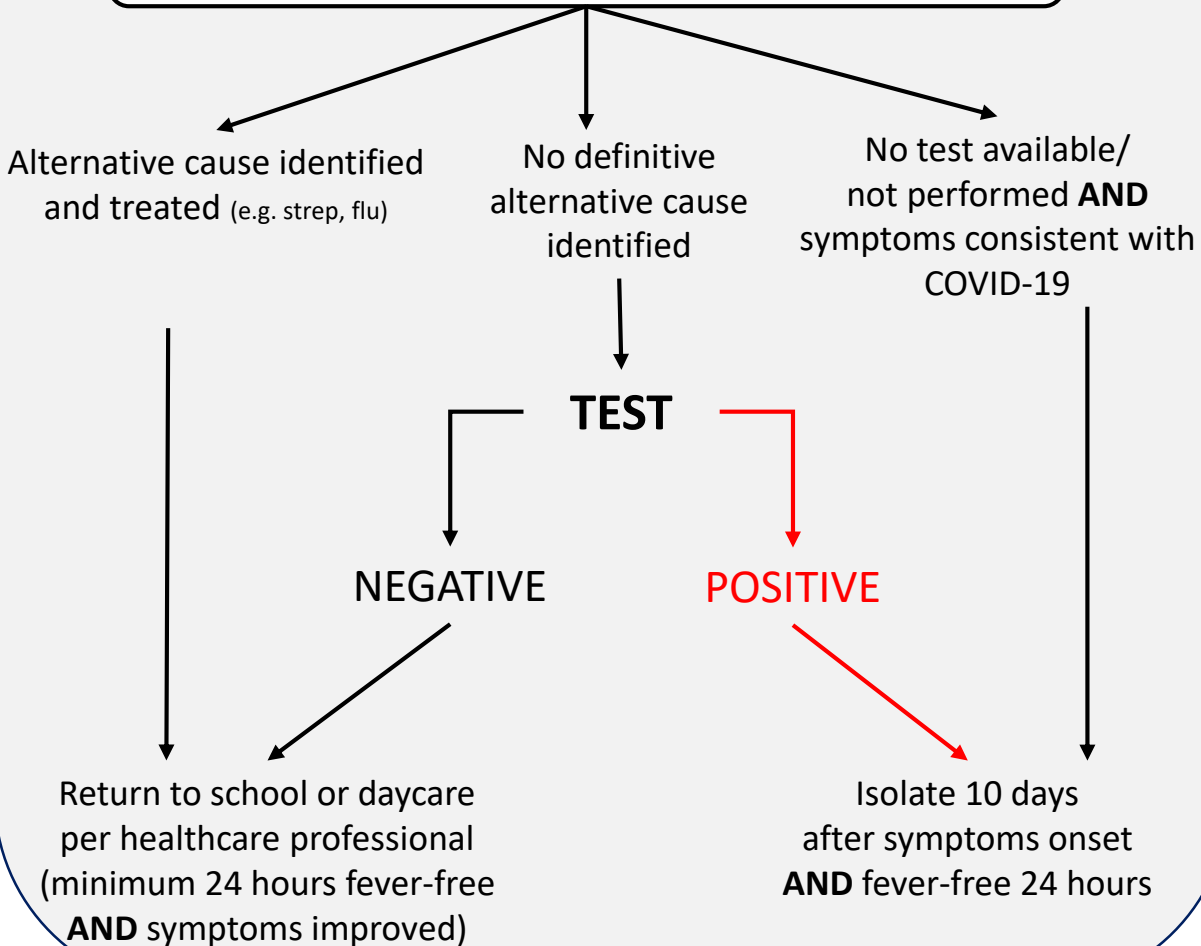 Alternative cause identified
and treated (e.g. strep, flu)
No definitive
alternative cause
identified
No test available/
not performed AND
symptoms consistent with
COVID-19
TEST
NEGATIVE
POSITIVE
Return to school or daycare
per healthcare professional
(minimum 24 hours fever-free
AND symptoms improved)
Isolate 10 days
after symptoms onset
AND fever-free 24 hours